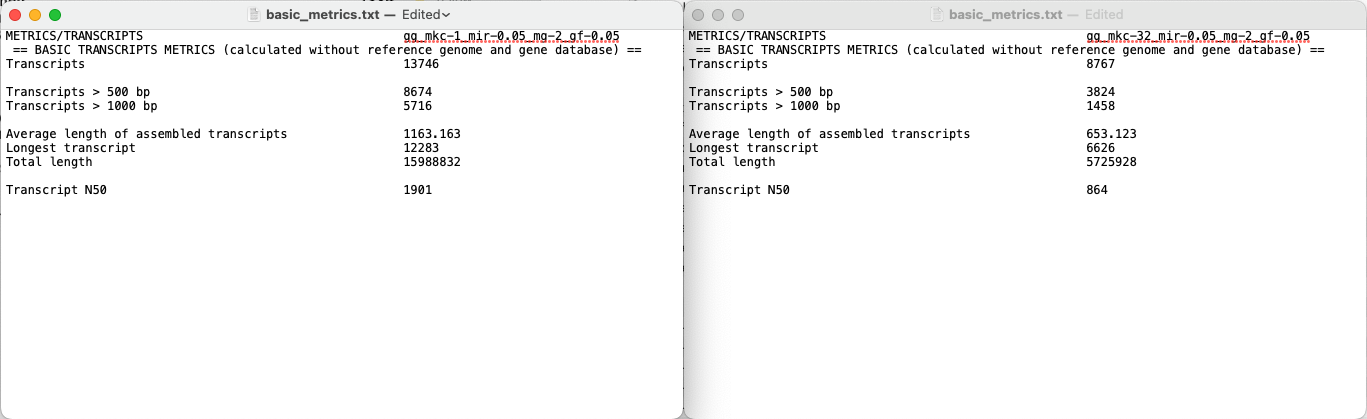 basic_metrics.txt — Edited
METRICS/TRANSCRIPTS gg_mkc-1_mir-0.05_mg-2_gf-0.05
== BASIC TRANSCRIPTS METRICS (calculated without reference genome and gene database) ==
Transcripts 13746
Transcripts > 500 bp 8674
Transcripts > 1000 bp 5716
Average length of assembled transcripts 1163.163
Longest transcript 12283
Total length 15988832
Transcript N50 1901
basic_metrics.txt — Edited
METRICS/TRANSCRIPTS gg_mkc-32_mir-0.05_mg-2_gf-0.05
== BASIC TRANSCRIPTS METRICS (calculated without reference genome and gene database) ==
Transcripts 8767
Transcripts > 500 bp 3824
Transcripts > 1000 bp 1458
Average length of assembled transcripts 653.123
Longest transcript 6626
Total length 5725928
Transcript N50 864